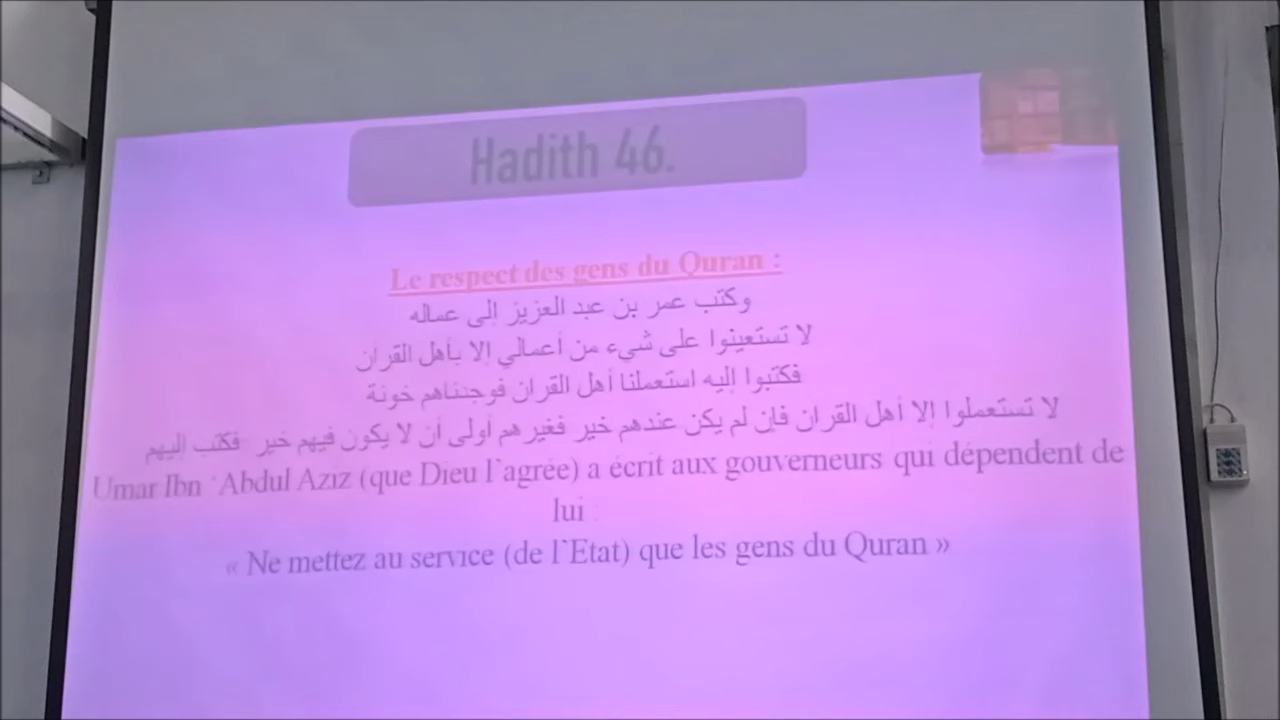 Hadith 46.
Le respect des gens du Quran :
وكتب عمر بن عبد العزيز إلى عماله
لا تستعينوا على شيء من أعمالي إلا بأهل القران
فكتبوا إليه استعملنا أهل القران فوجدناهم خونة
لا تستعملوا إلا أهل القران فإن لم يكن عندهم خير فغيرهم أولى أن لا يكون فيهم خير فكتب إليهم
Umar Ibn `Abdul Aziz (que Dieu l`agrée) a écrit aux gouverneurs qui dépendent de
lui :
« Ne mettez au service (de l`Etat) que les gens du Quran »